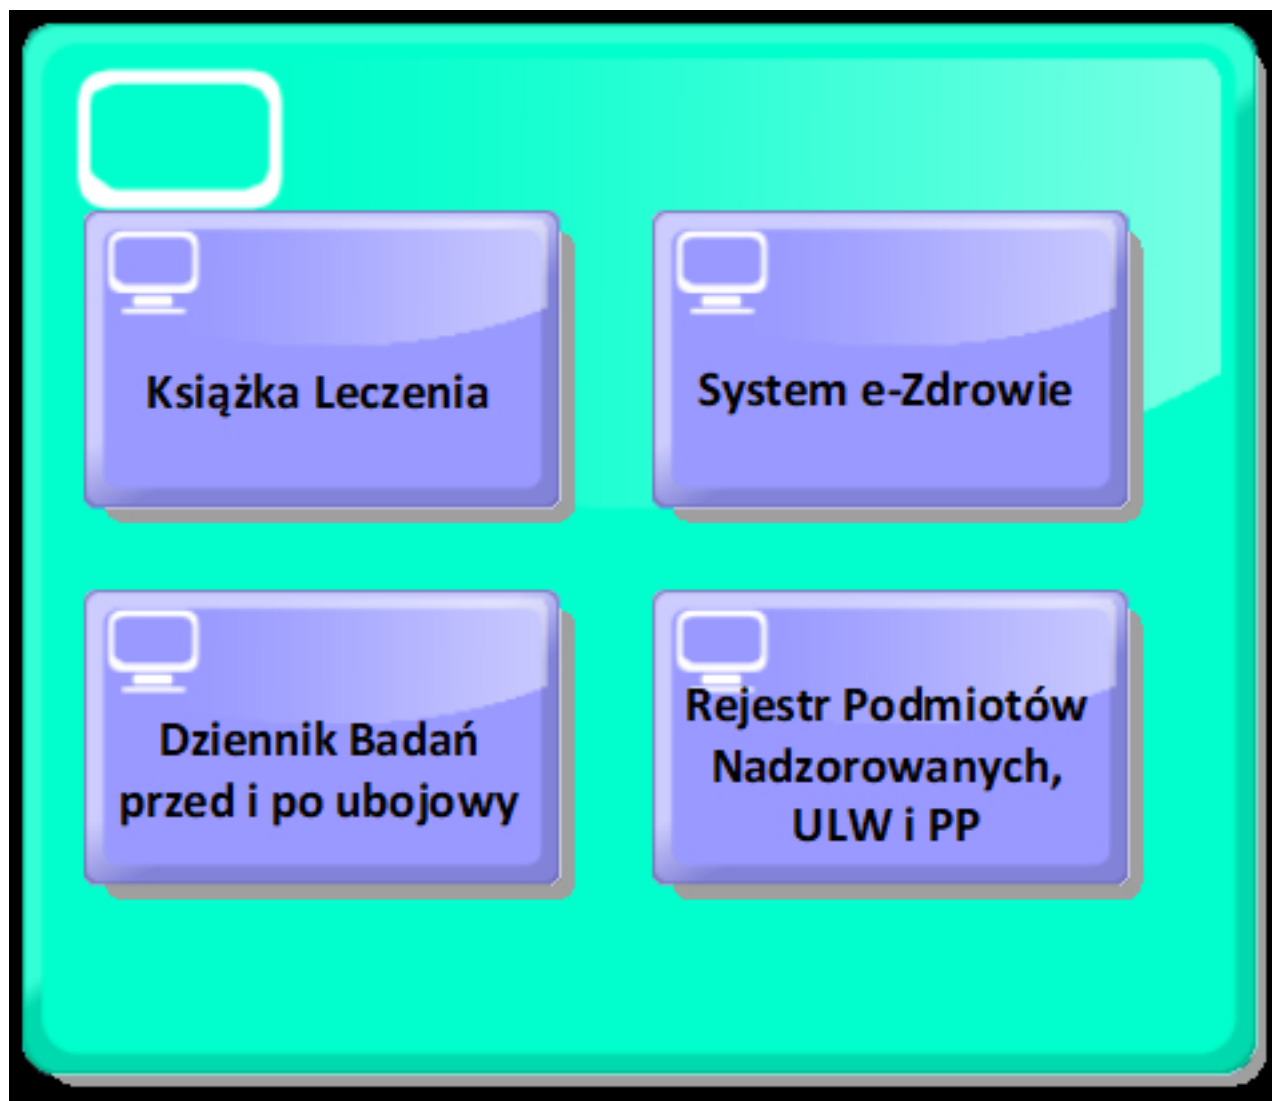 Książka Leczenia
System e-Zdrowie
Dziennik Badań
przed i po ubojowy
Rejestr Podmiotów
Nadzorowanych,
ULW i PP